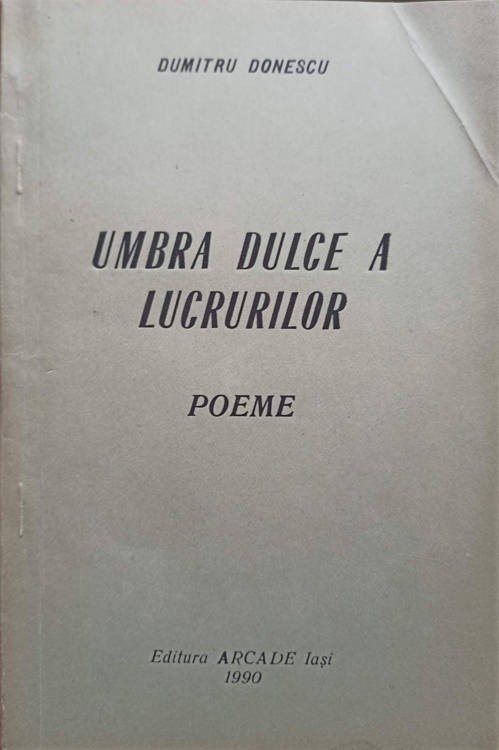 DUMITRU DONESCU
UMBRA DULCE A
LUCRURILOR
POEME
Editura ARCADE Iași
1990